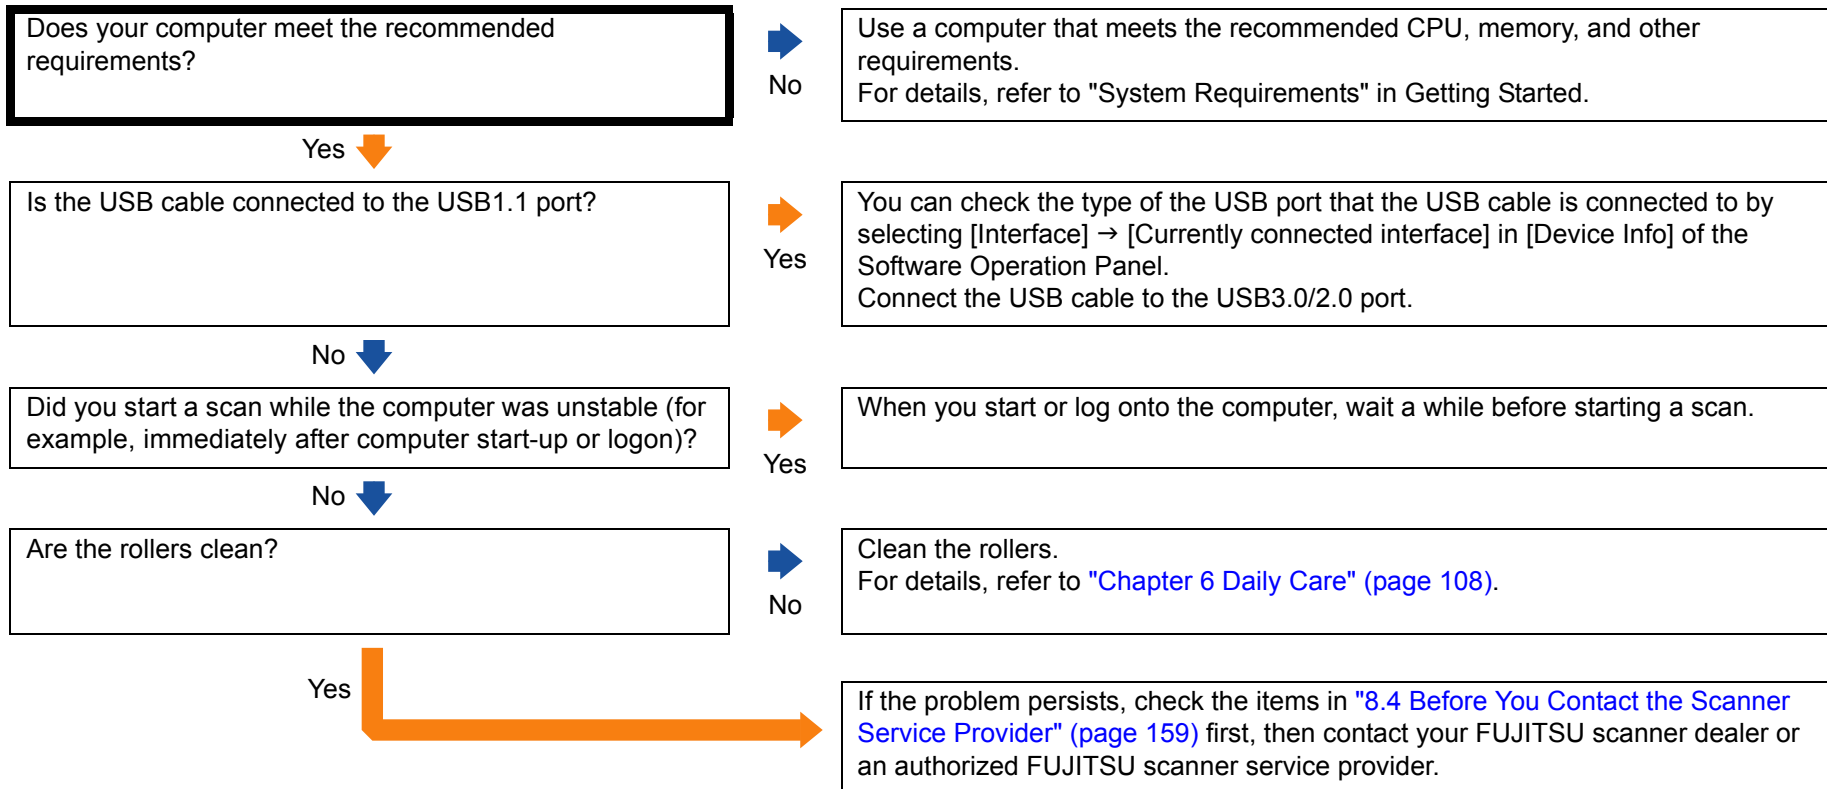 Does your computer meet the recommended
requirements?
No
Use a computer that meets the recommended CPU, memory, and other
requirements.
For details, refer to "System Requirements" in Getting Started.
Yes
Is the USB cable connected to the USB1.1 port?
Yes
You can check the type of the USB port that the USB cable is connected to by
selecting [Interface] → [Currently connected interface] in [Device Info] of the
Software Operation Panel.
Connect the USB cable to the USB3.0/2.0 port.
No
Did you start a scan while the computer was unstable (for
example, immediately after computer start-up or logon)?
Yes
When you start or log onto the computer, wait a while before starting a scan.
No
Are the rollers clean?
No
Clean the rollers.
For details, refer to "Chapter 6 Daily Care" (page 108).
Yes
If the problem persists, check the items in "8.4 Before You Contact the Scanner
Service Provider" (page 159) first, then contact your FUJITSU scanner dealer or
an authorized FUJITSU scanner service provider.